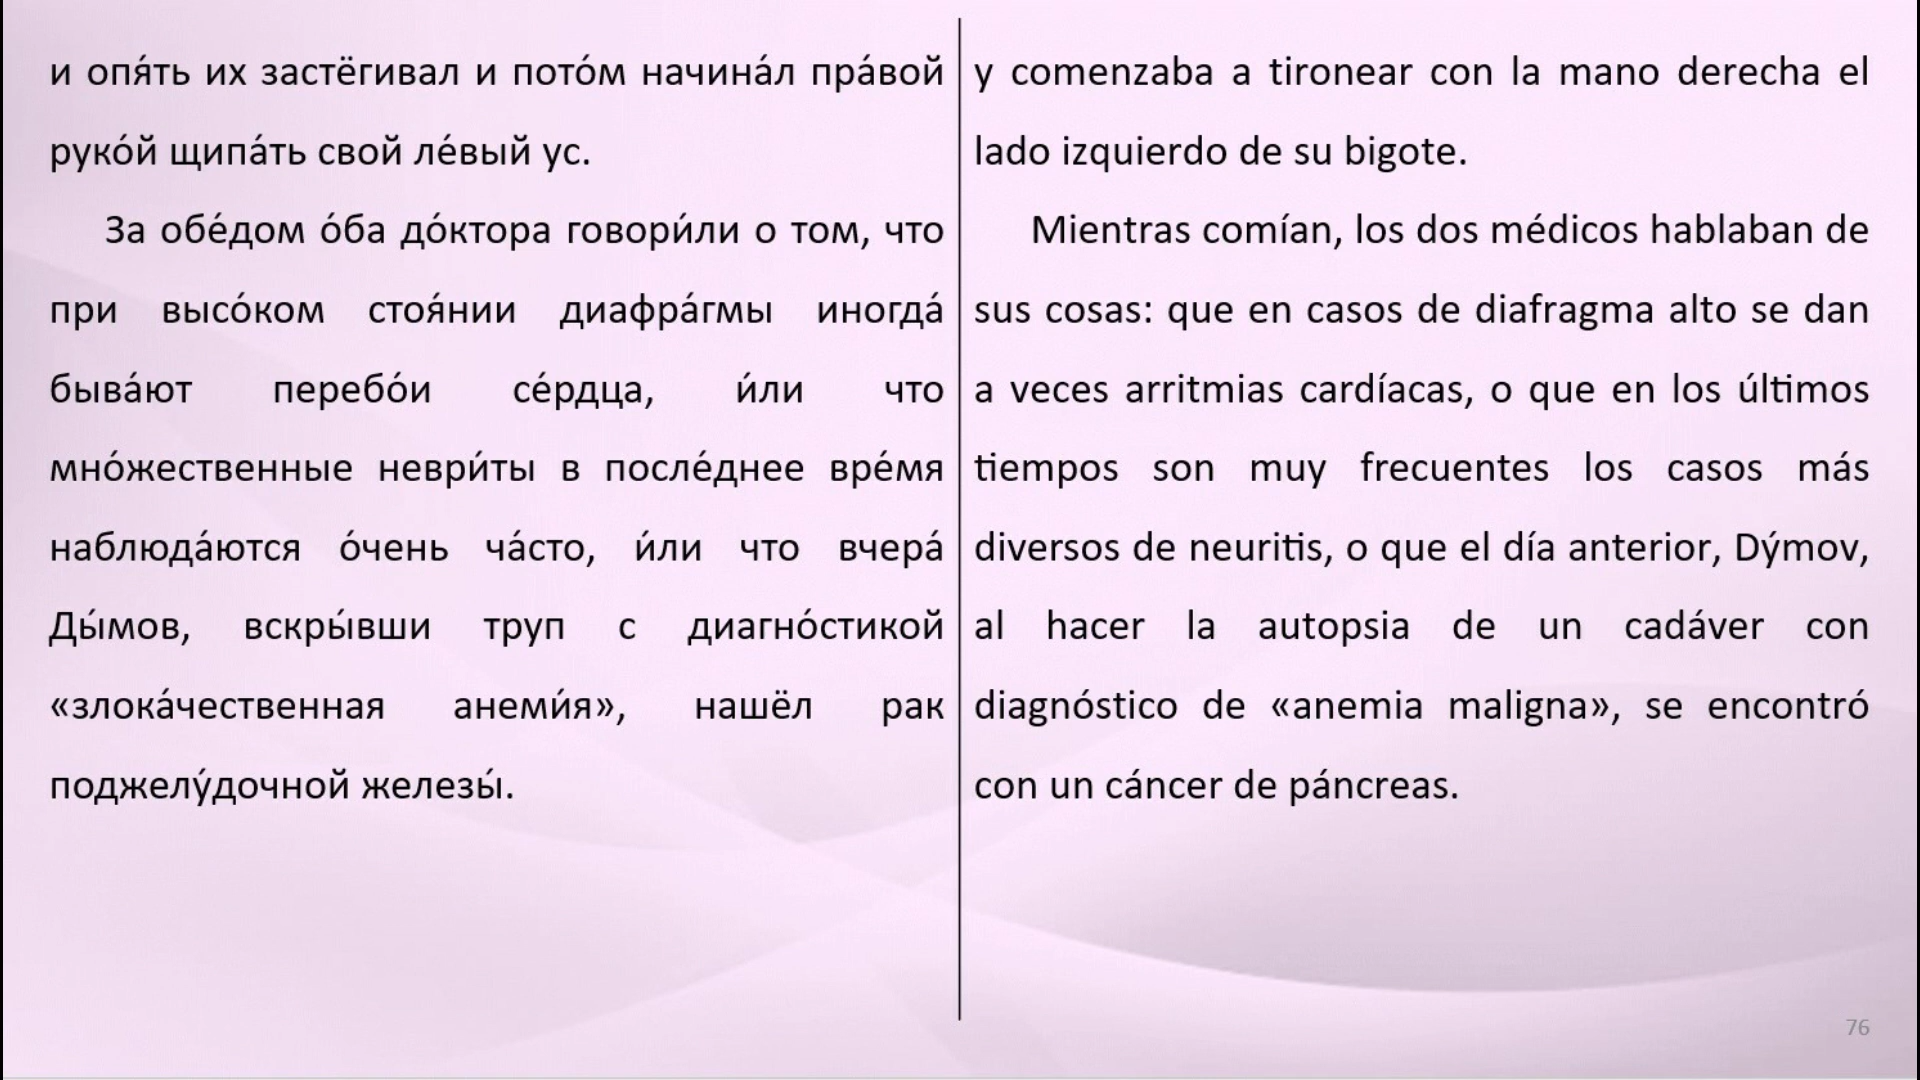 и опя́ть их застёгивал и пото́м начина́л пра́вой
руко́й щипа́ть свой ле́вый ус.
За обе́дом о́ба до́ктора говори́ли о том, что
при высо́ком стоя́нии диафра́гмы иногда́
быва́ют перебо́и се́рдца, и́ли что
мно́жественные неври́ты в после́днее вре́мя
наблюда́ются о́чень ча́сто, и́ли что вчера́
Ды́мов, вскры́вши труп с диагно́стикой
«злока́чественная анеми́я», нашёл рак
поджелу́дочной железы́.
y comenzaba a tironear con la mano derecha el
lado izquierdo de su bigote.
Mientras comían, los dos médicos hablaban de
sus cosas: que en casos de diafragma alto se dan
a veces arritmias cardíacas, o que en los últimos
tiempos son muy frecuentes los casos más
diversos de neuritis, o que el día anterior, Dýmov,
al hacer la autopsia de un cadáver con
diagnóstico de «anemia maligna», se encontró
con un cáncer de páncreas.
76